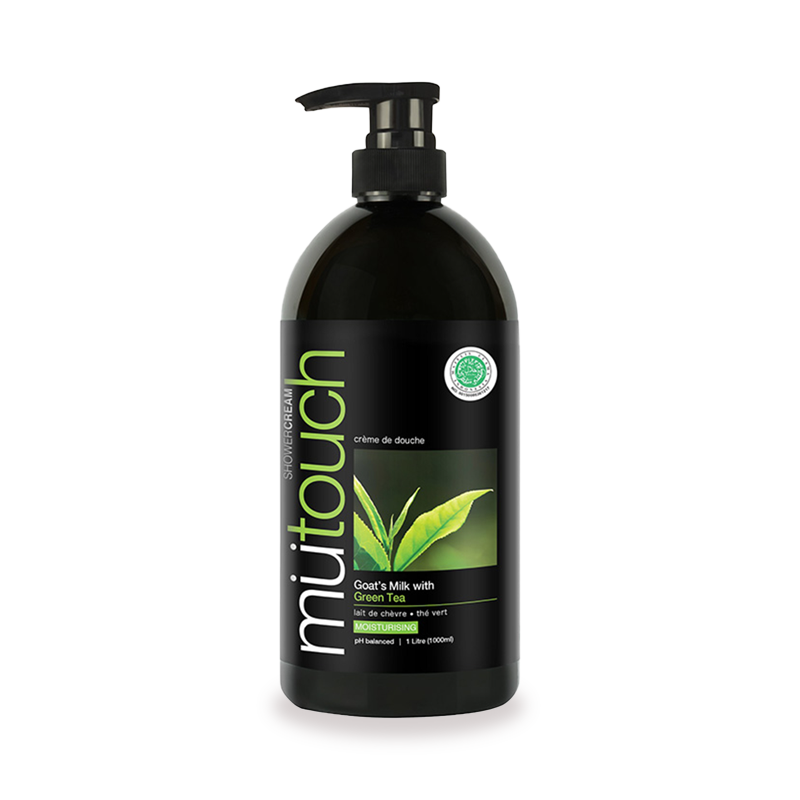 mütouch
SHOWERCREAM
crème de douche
Goat's Milk with
Green Tea
lait de chèvre • thé vert
MOISTURISING
pH balanced | 1 Litre (1000ml)